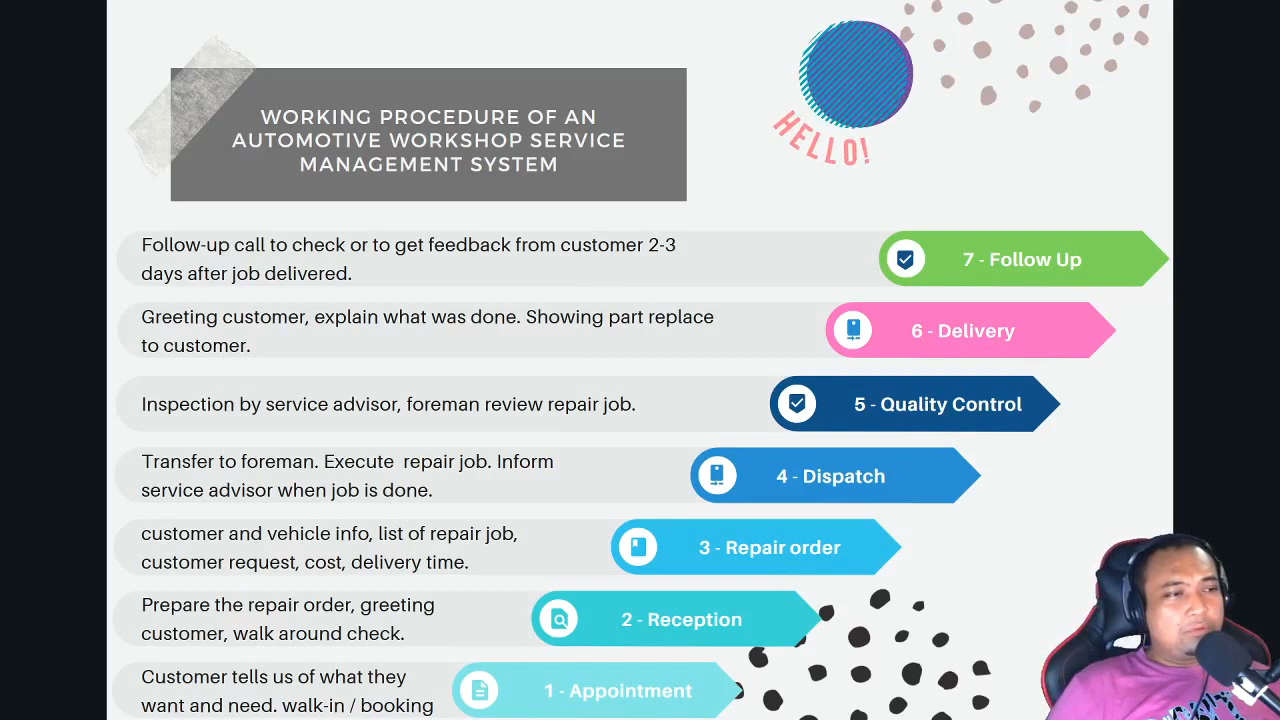 WORKING PROCEDURE OF AN
AUTOMOTIVE WORKSHOP SERVICE
MANAGEMENT SYSTEM
HELLO!
Follow-up call to check or to get feedback from customer 2-3
days after job delivered.
7 - Follow Up
Greeting customer, explain what was done. Showing part replace
to customer.
6 - Delivery
Inspection by service advisor, foreman review repair job.
5 - Quality Control
Transfer to foreman. Execute  repair job. Inform
service advisor when job is done.
4 - Dispatch
customer and vehicle info, list of repair job,
customer request, cost, delivery time.
3 - Repair order
Prepare the repair order, greeting
customer, walk around check.
2 - Reception
Customer tells us of what they
want and need. walk-in / booking
1 - Appointment